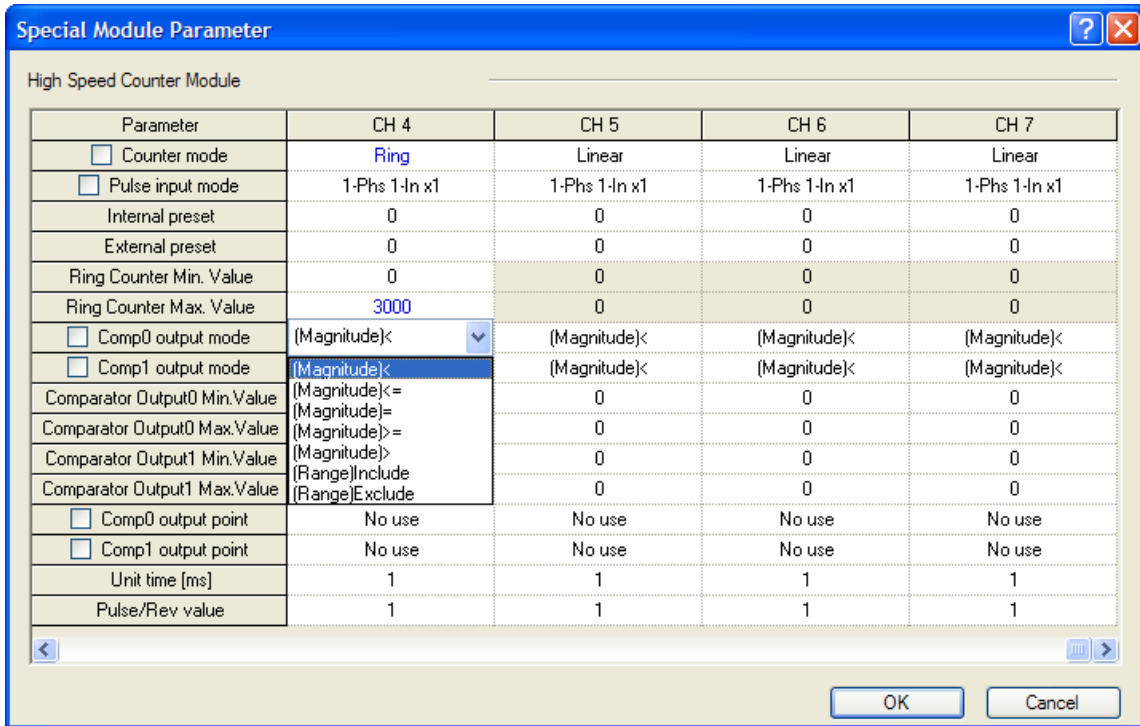 Special Module Parameter
High Speed Counter Module
Parameter CH 4 CH 5 CH 6 CH 7
Counter mode Ring Linear Linear Linear
Pulse input mode 1-Phs 1-In x1 1-Phs 1-In x1 1-Phs 1-In x1 1-Phs 1-In x1
Internal preset 0 0 0 0
External preset 0 0 0 0
Ring Counter Min. Value 0 0 0 0
Ring Counter Max. Value 3000 0 0 0
Comp0 output mode (Magnitude)< (Magnitude)< (Magnitude)< (Magnitude)<
Comp1 output mode (Magnitude)< (Magnitude)< (Magnitude)< (Magnitude)<
(Magnitude)<=
Comparator Output0 Min.Value 0 0 0
(Magnitude)=
Comparator Output0 Max.Value (Magnitude)>= 0 0 0
(Magnitude)>
Comparator Output1 Min.Value 0 0 0
(Range)Include
Comparator Output1 Max.Value (Range)Exclude 0 0 0
Comp0 output point No use No use No use No use
Comp1 output point No use No use No use No use
Unit time [ms] 1 1 1 1
Pulse/Rev value 1 1 1 1
OK Cancel